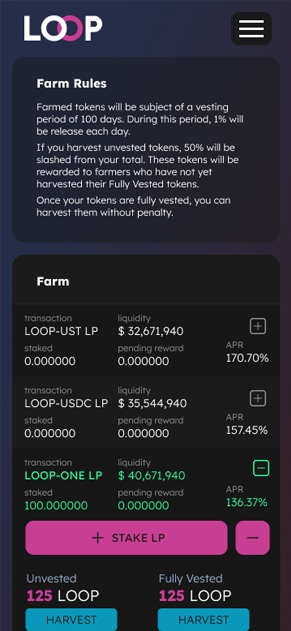 LOOP
Farm Rules
Farmed tokens will be subject of a vesting
period of 100 days. During this period, 1% will
be release each day.
If you harvest unvested tokens, 50% will be
slashed from your total. These tokens will be
rewarded to farmers who have not yet
harvested their Fully Vested tokens.
Once your tokens are fully vested, you can
harvest them without penalty.
Farm
transaction liquidity
LOOP-UST LP $ 32,671,940
staked pending reward APR
0.000000 0.000000 170.70%
transaction liquidity
LOOP-USDC LP $ 35,544,940
staked pending reward APR
0.000000 0.000000 157.45%
transaction liquidity
LOOP-ONE LP $ 40,671,940
staked pending reward APR
100.000000 0.000000 136.37%
+ STAKE LP −
Unvested Fully Vested
125 LOOP 125 LOOP
HARVEST HARVEST